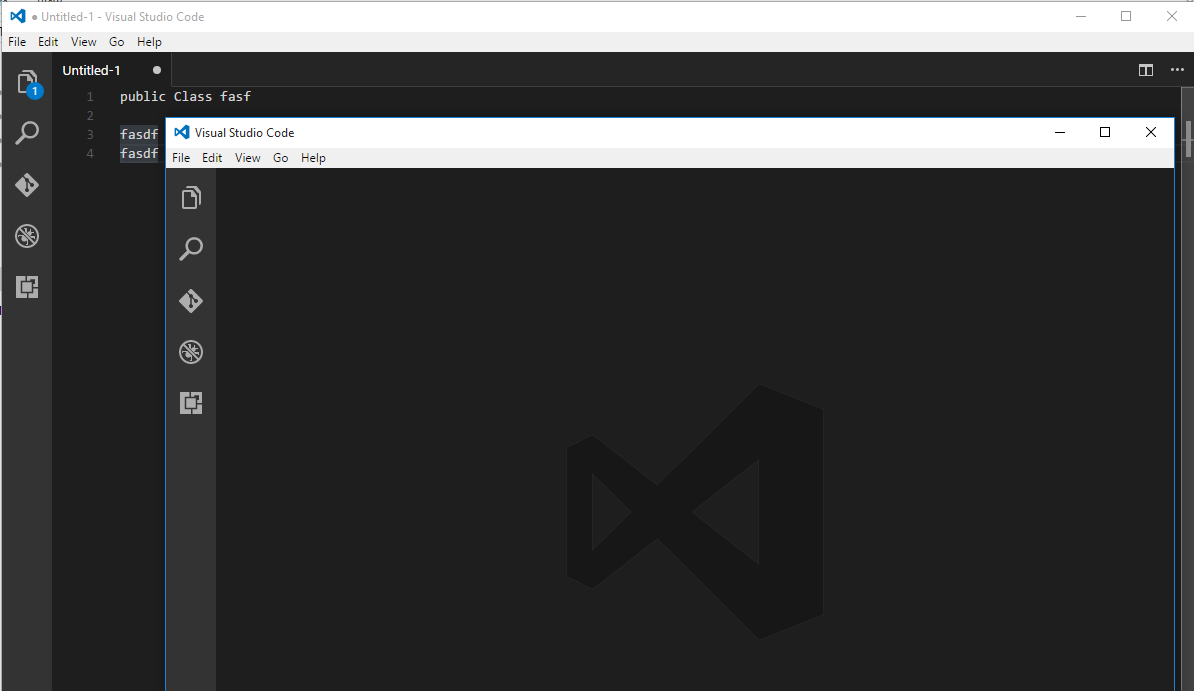 ● Untitled-1 - Visual Studio Code
File Edit View Go Help
Untitled-1
1
1 public Class fasf
2
3 fasdf
4 fasdf
Visual Studio Code
File Edit View Go Help